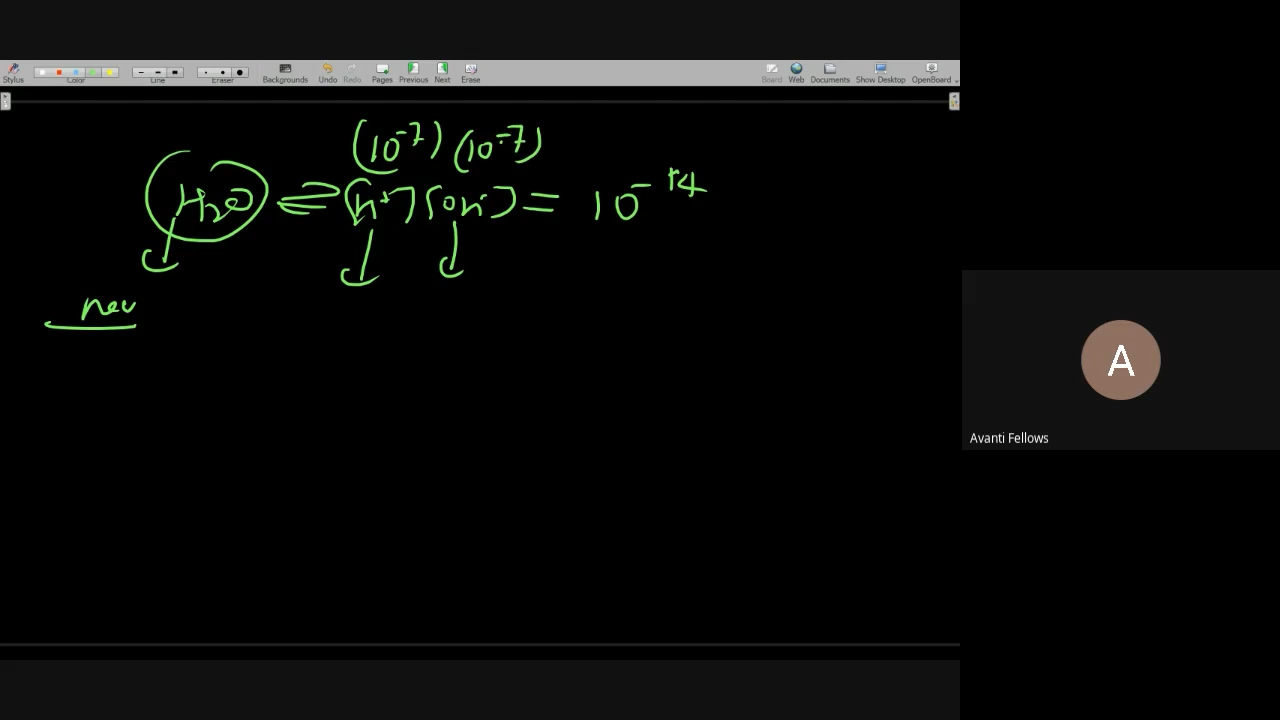 Stylus Color Line Eraser Backgrounds Undo Redo Pages Previous Next Erase Board Web Documents Show Desktop OpenBoard
(10⁻⁷) (10⁻⁷)
H₂O ⇌ [H⁺] [OH⁻] = 10⁻¹⁴
neu
A
Avanti Fellows